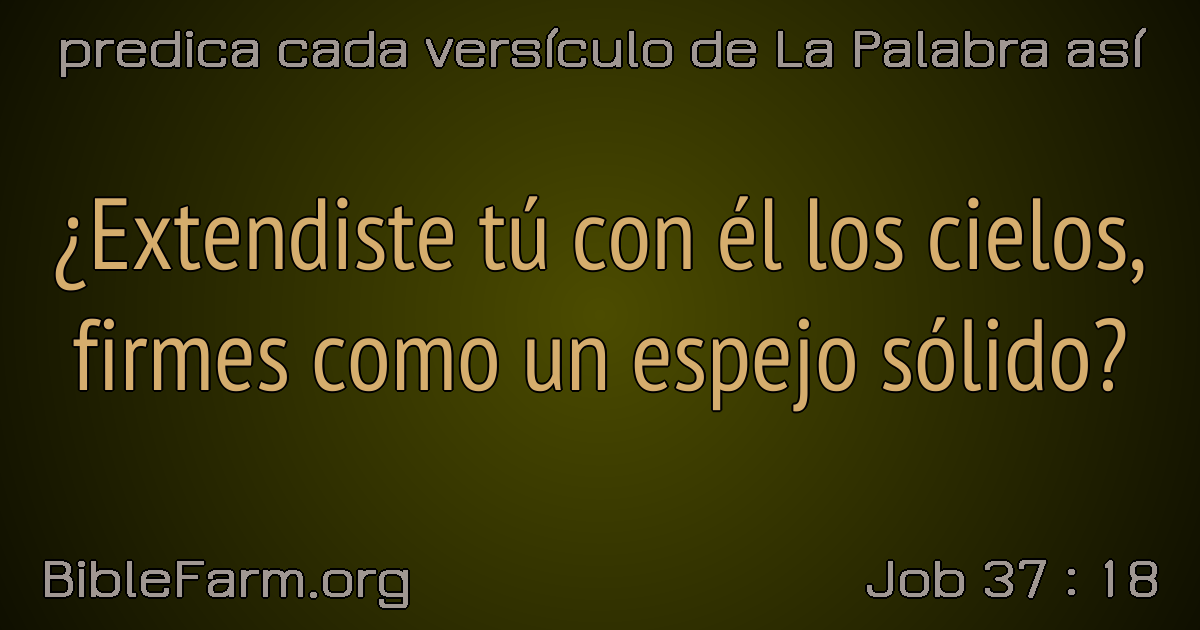 predica cada versículo de La Palabra así
¿Extendiste tú con él los cielos,
firmes como un espejo sólido?
BibleFarm.org
Job 37 : 18